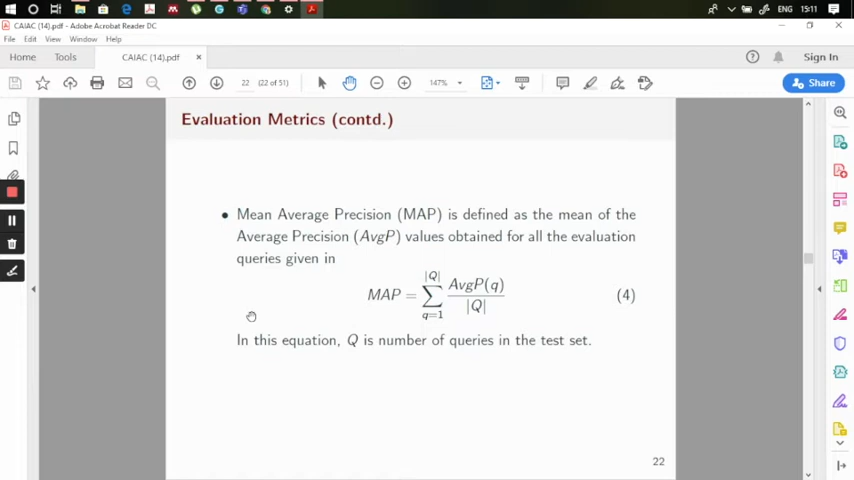 ENG 15:11
CAIAC (14).pdf - Adobe Acrobat Reader DC
File Edit View Window Help
Home Tools CAIAC (14).pdf × Sign In
22 (22 of 51) 147% Share
Evaluation Metrics (contd.)
• Mean Average Precision (MAP) is defined as the mean of the
Average Precision (AvgP) values obtained for all the evaluation
queries given in
MAP = ∑_{q=1}^{|Q|} AvgP(q) / |Q| (4)
In this equation, Q is number of queries in the test set.
22